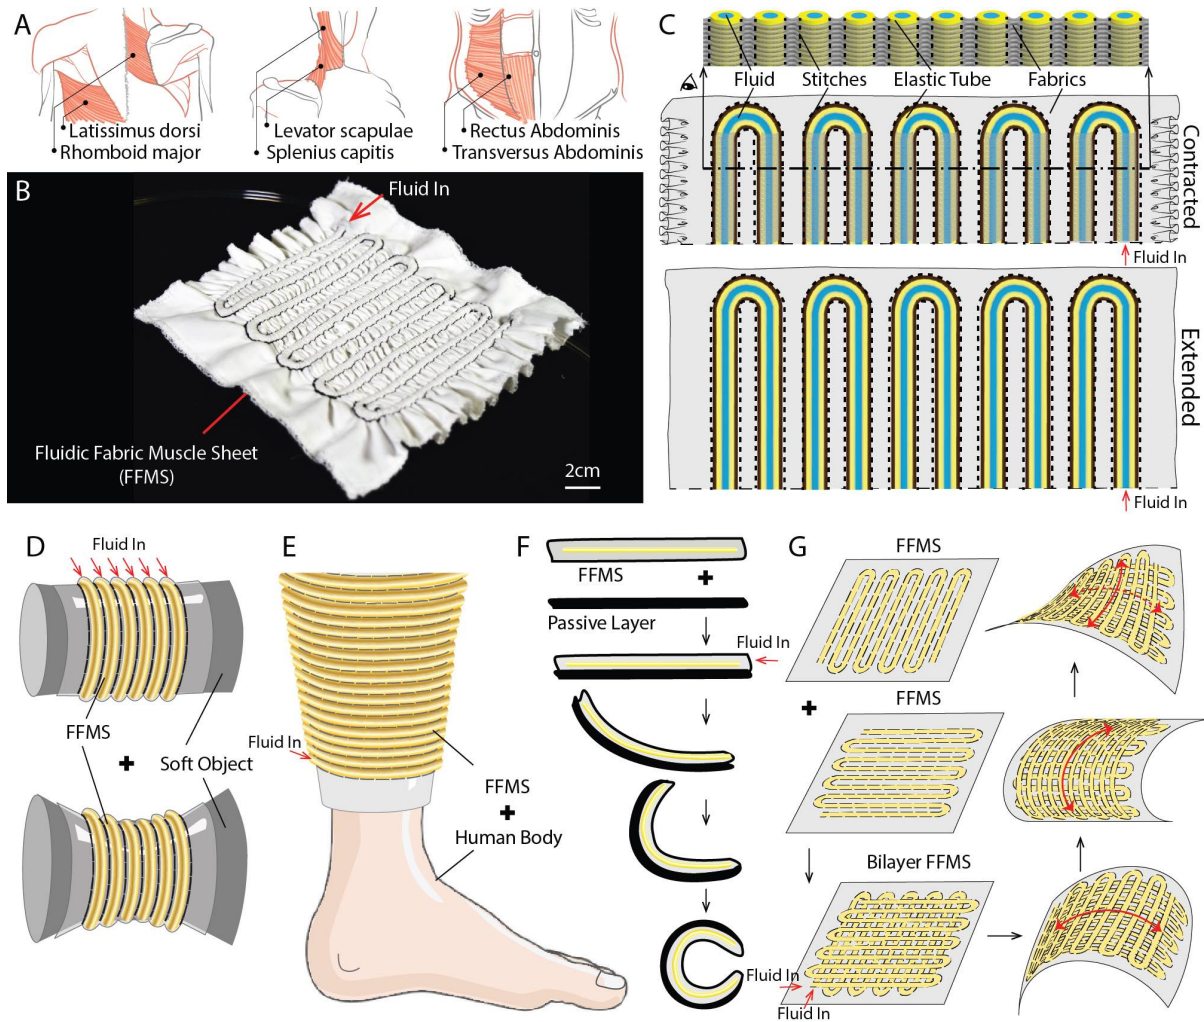 A
Latissimus dorsi
Rhomboid major
Levator scapulae
Splenius capitis
Rectus Abdominis
Transversus Abdominis
B
Fluid In
Fluidic Fabric Muscle Sheet
(FFMS)
2cm
C
Fluid
Stitches
Elastic Tube
Fabrics
Contracted
Fluid In
Extended
Fluid In
D
Fluid In
FFMS
+
Soft Object
E
Fluid In
FFMS
+
Human Body
F
FFMS
+
Passive Layer
Fluid In
G
FFMS
+
FFMS
Bilayer FFMS
Fluid In
Fluid In